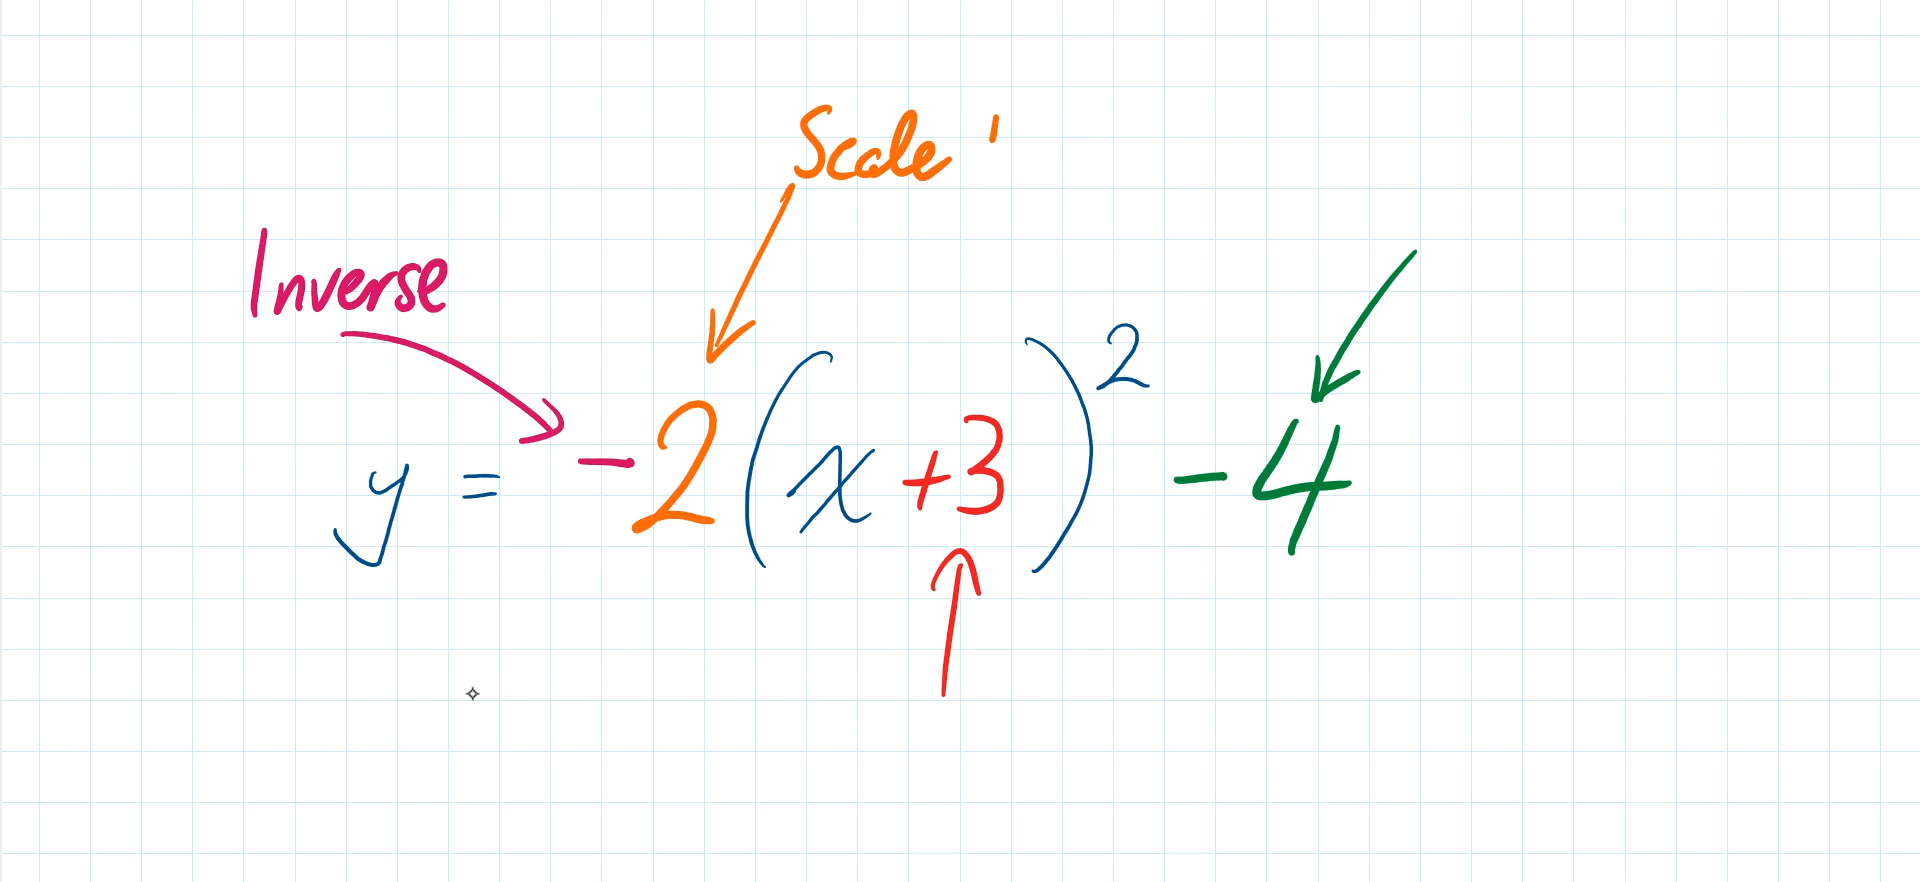 Scale '
Inverse
y = -2(x+3)² -4